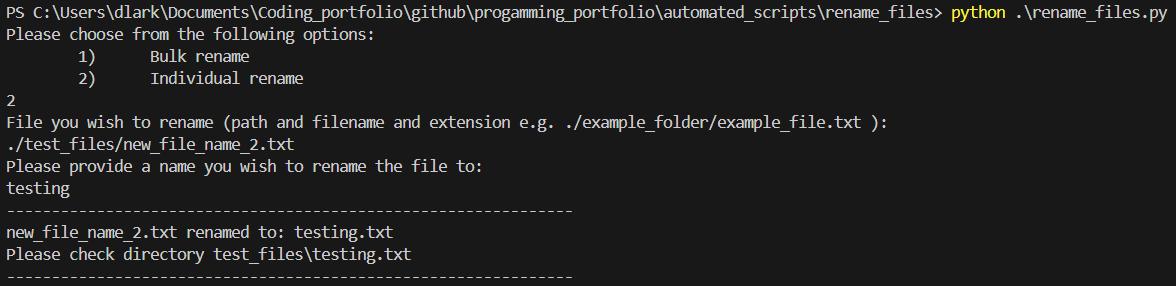 PS C:\Users\dlark\Documents\Coding_portfolio\github\progamming_portfolio\automated_scripts\rename_files> python .\rename_files.py
Please choose from the following options:
1) Bulk rename
2) Individual rename
2
File you wish to rename (path and filename and extension e.g. ./example_folder/example_file.txt ):
./test_files/new_file_name_2.txt
Please provide a name you wish to rename the file to:
testing
---------------------------------------------------------------
new_file_name_2.txt renamed to: testing.txt
Please check directory test_files\testing.txt
---------------------------------------------------------------